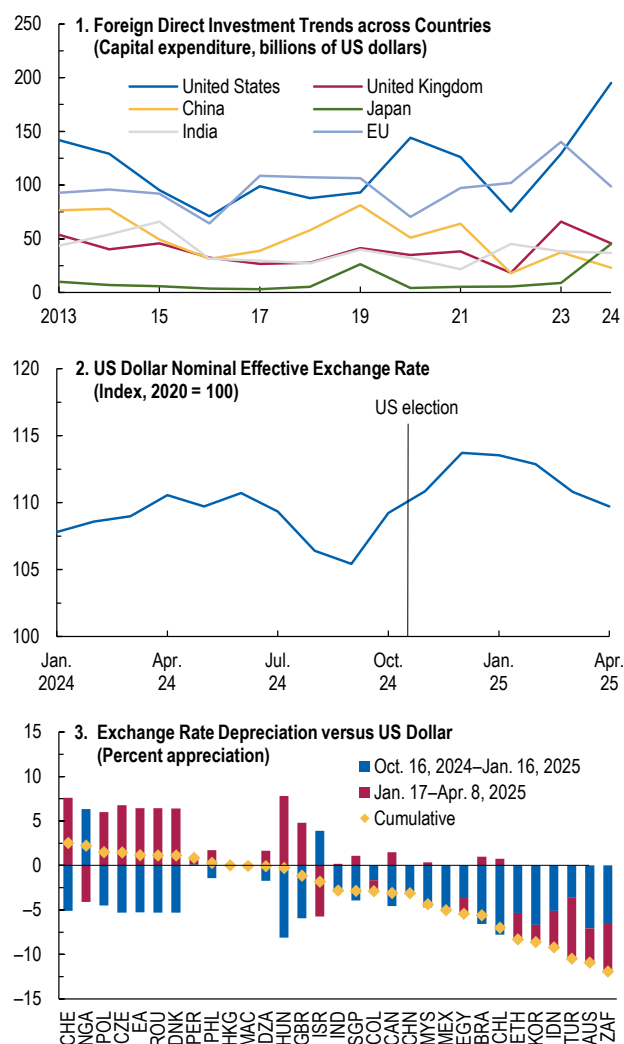 1. Foreign Direct Investment Trends across Countries
(Capital expenditure, billions of US dollars)
250
200
150
100
50
0
United States
United Kingdom
China
Japan
India
EU
2013 15 17 19 21 23 24
2. US Dollar Nominal Effective Exchange Rate
(Index, 2020 = 100)
US election
120
115
110
105
100
Jan. Apr. Jul. Oct. Jan. Apr.
2024 24 24 24 25 25
3. Exchange Rate Depreciation versus US Dollar
(Percent appreciation)
Oct. 16, 2024–Jan. 16, 2025
Jan. 17–Apr. 8, 2025
Cumulative
15
10
5
0
−5
−10
−15
CHE
NGA
POL
CZE
EA
ROU
DNK
PER
PHL
HKG
MAC
DZA
HUN
GBR
ISR
IND
SGP
COL
CAN
CHN
MYS
MEX
EGY
BRA
CHL
ETH
KOR
IDN
TUR
AUS
ZAF